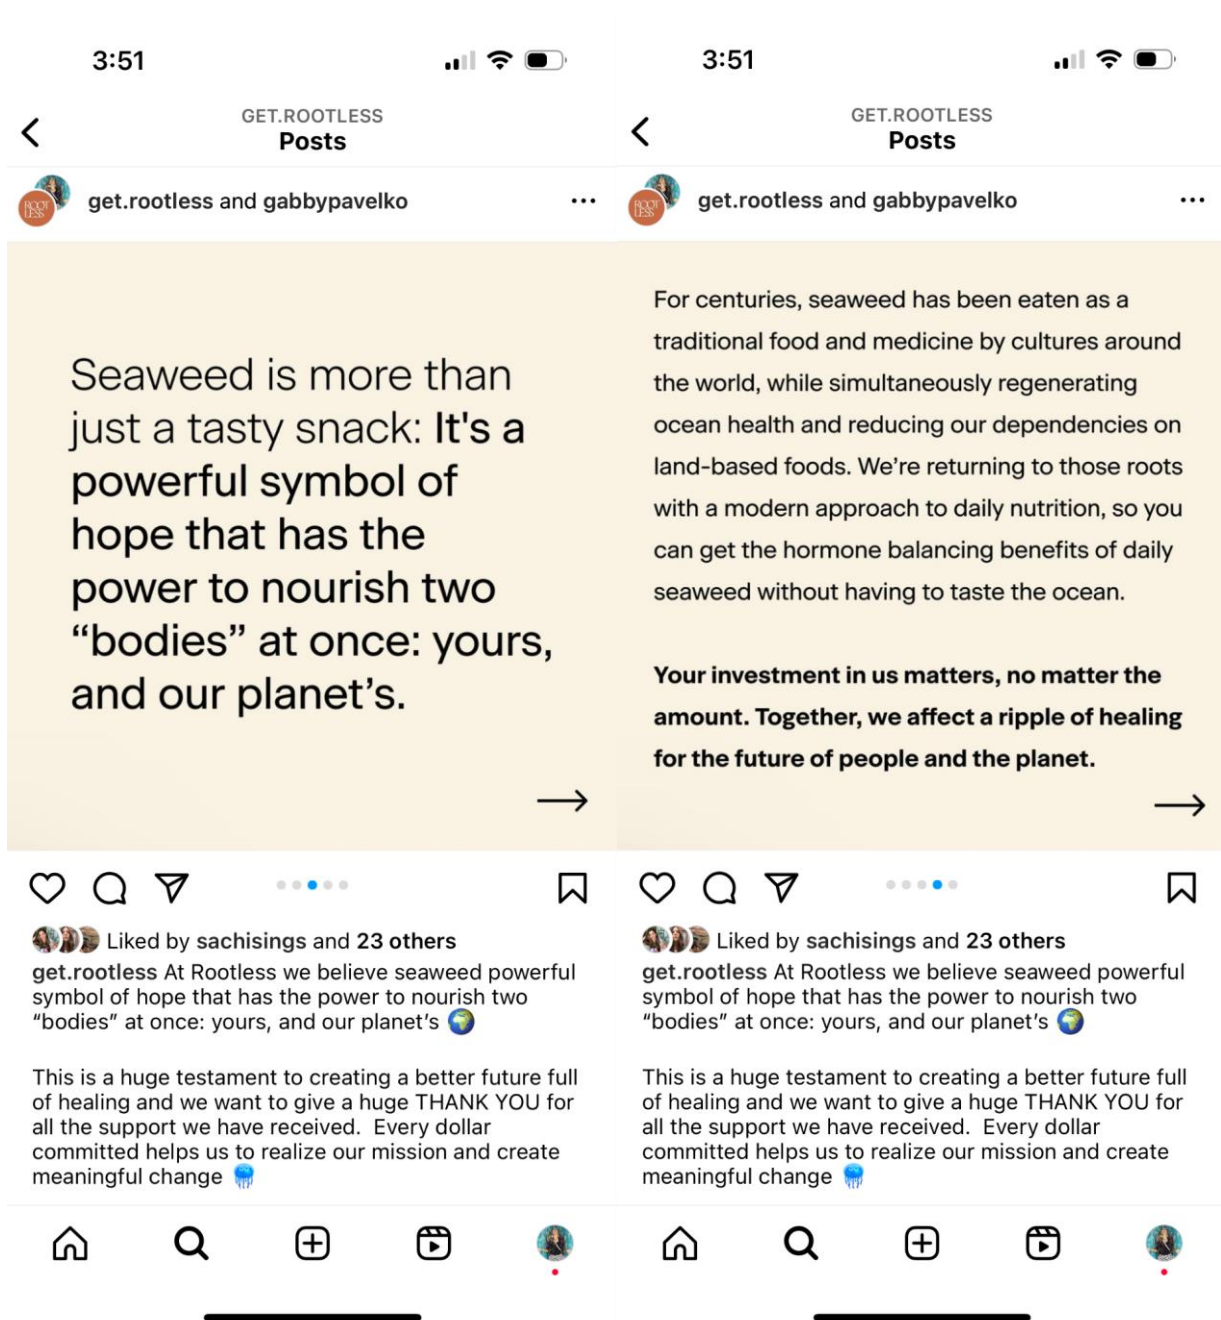 3:51
GET.ROOTLESS
Posts
ROOT
LESS
get.rootless and gabbypavelko
Seaweed is more than
just a tasty snack: It's a
powerful symbol of
hope that has the
power to nourish two
“bodies” at once: yours,
and our planet’s.
Liked by sachisings and 23 others
get.rootless At Rootless we believe seaweed powerful
symbol of hope that has the power to nourish two
“bodies” at once: yours, and our planet’s 🌍
This is a huge testament to creating a better future full
of healing and we want to give a huge THANK YOU for
all the support we have received.  Every dollar
committed helps us to realize our mission and create
meaningful change 🪼
3:51
GET.ROOTLESS
Posts
ROOT
LESS
get.rootless and gabbypavelko
For centuries, seaweed has been eaten as a
traditional food and medicine by cultures around
the world, while simultaneously regenerating
ocean health and reducing our dependencies on
land-based foods. We’re returning to those roots
with a modern approach to daily nutrition, so you
can get the hormone balancing benefits of daily
seaweed without having to taste the ocean.
Your investment in us matters, no matter the
amount. Together, we affect a ripple of healing
for the future of people and the planet.
Liked by sachisings and 23 others
get.rootless At Rootless we believe seaweed powerful
symbol of hope that has the power to nourish two
“bodies” at once: yours, and our planet’s 🌍
This is a huge testament to creating a better future full
of healing and we want to give a huge THANK YOU for
all the support we have received.  Every dollar
committed helps us to realize our mission and create
meaningful change 🪼